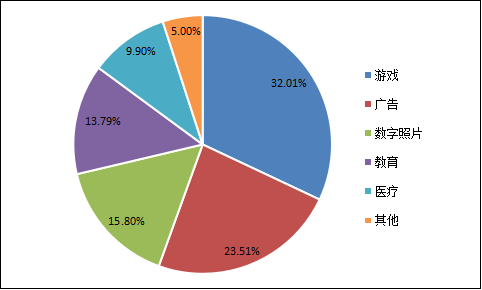 5.00%
9.90%
32.01%
13.79%
15.80%
23.51%
游戏
广告
数字照片
教育
医疗
其他